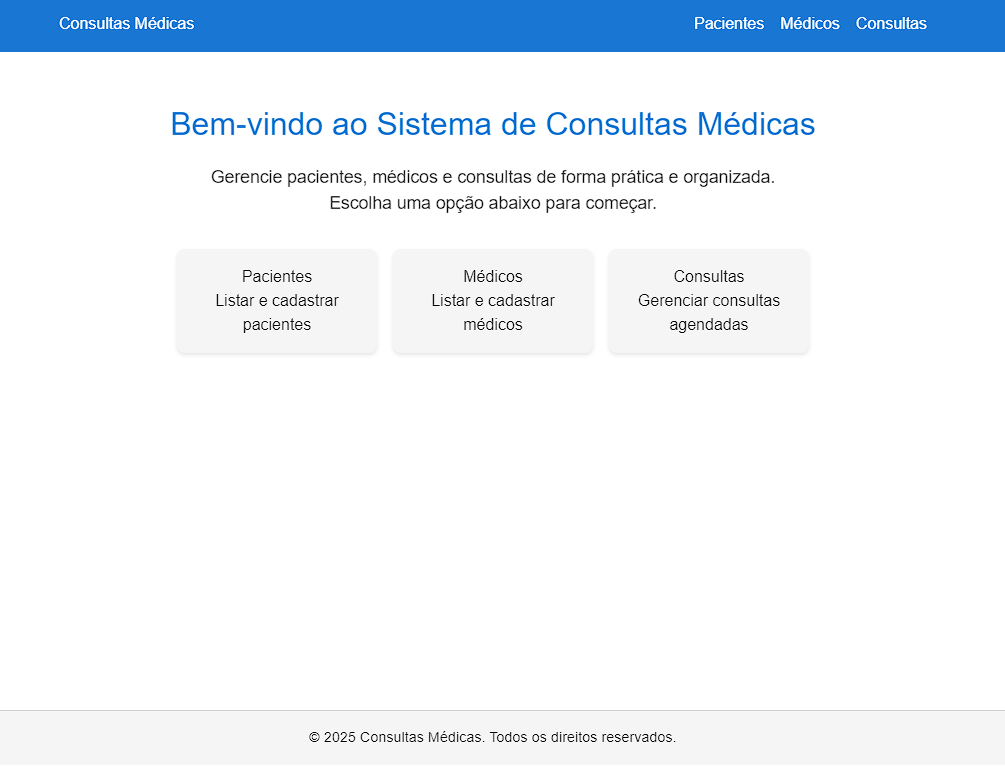 Consultas Médicas
Pacientes Médicos Consultas
Bem-vindo ao Sistema de Consultas Médicas
Gerencie pacientes, médicos e consultas de forma prática e organizada.
Escolha uma opção abaixo para começar.
Pacientes
Listar e cadastrar
pacientes
Médicos
Listar e cadastrar
médicos
Consultas
Gerenciar consultas
agendadas
© 2025 Consultas Médicas. Todos os direitos reservados.